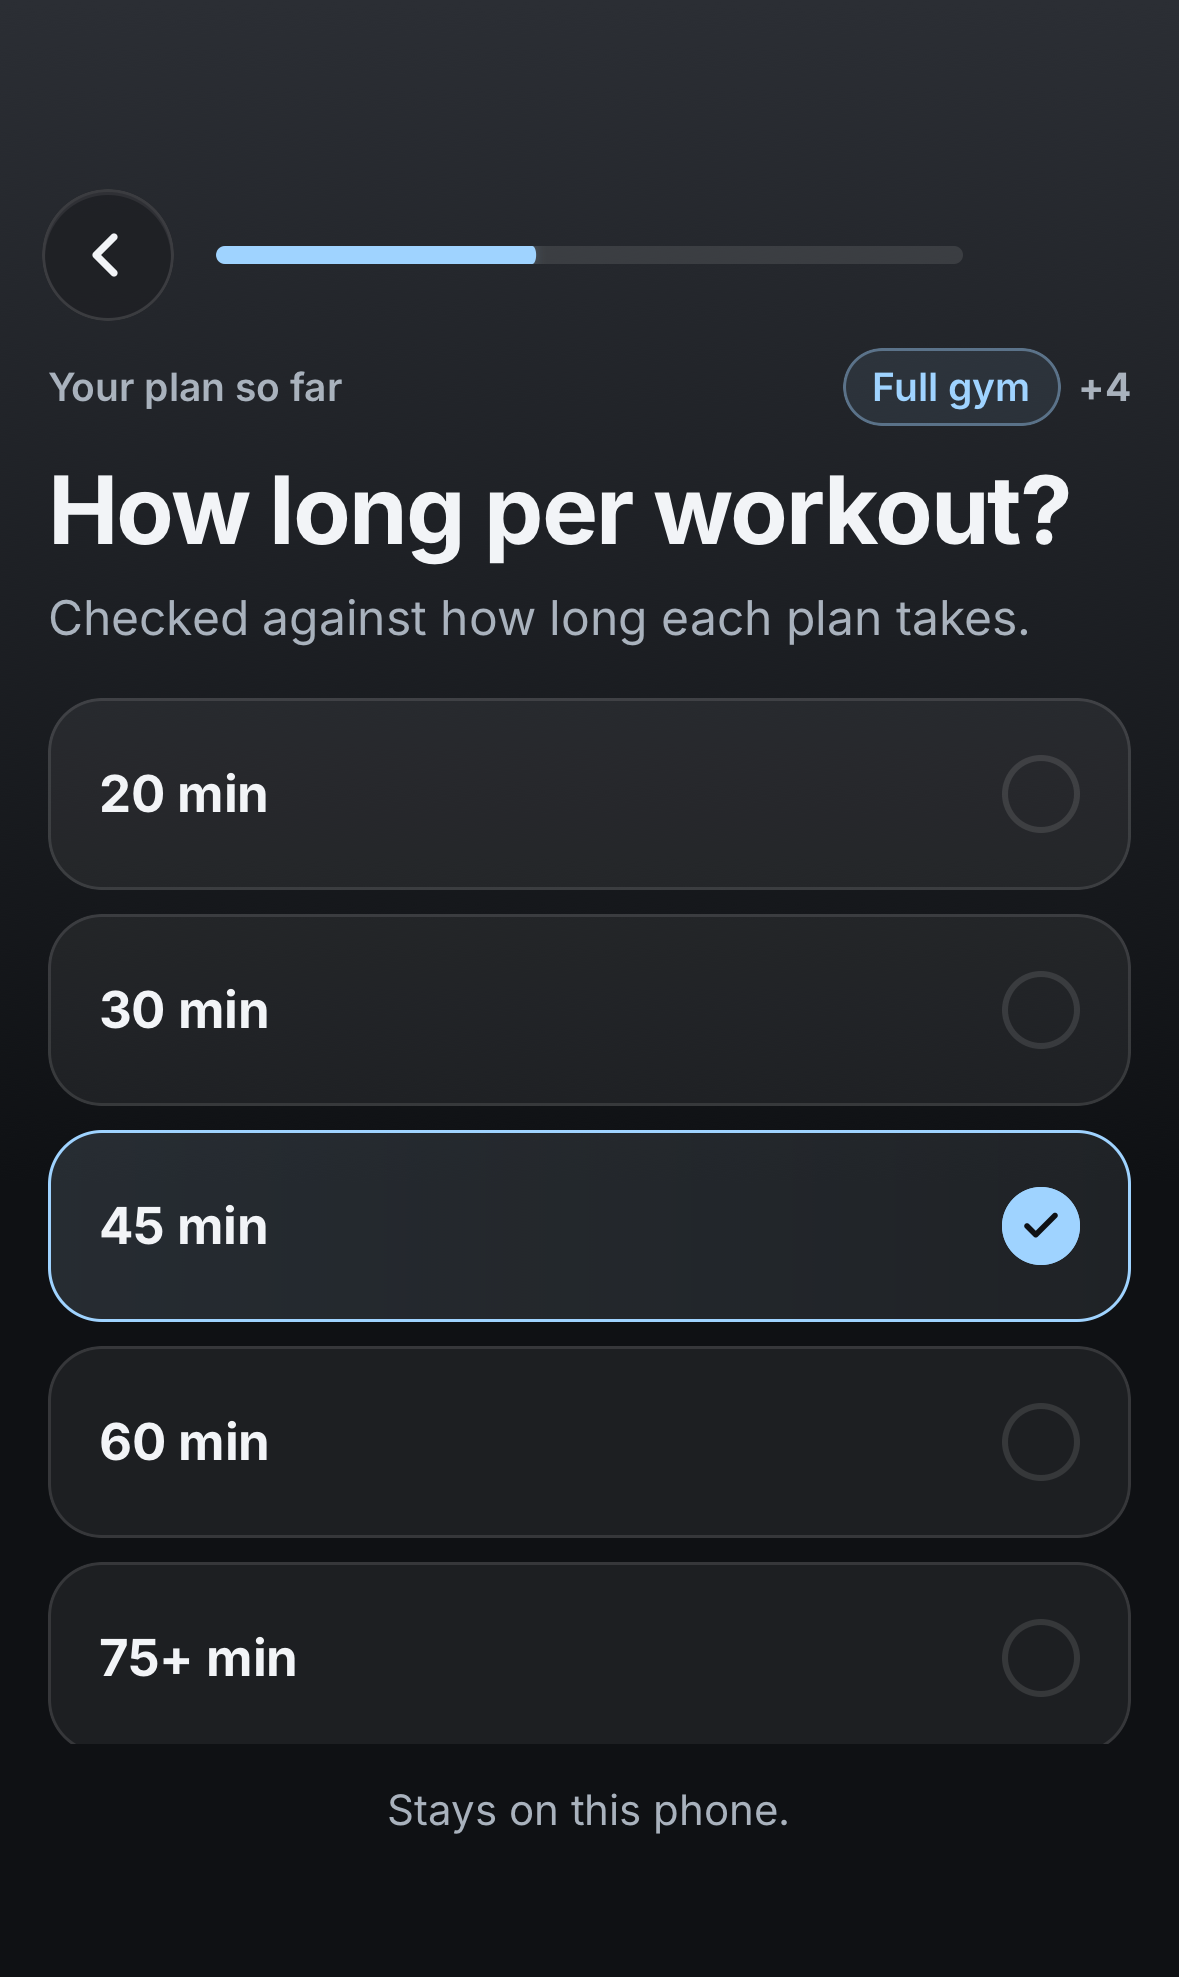 Your plan so far
Full gym +4
How long per workout?
Checked against how long each plan takes.
20 min
30 min
45 min
60 min
75+ min
Stays on this phone.